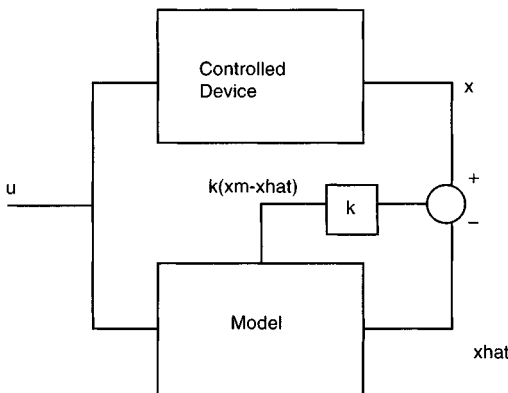 Controlled
Device
x
u
k(xm-xhat)
k
+
−
Model
xhat